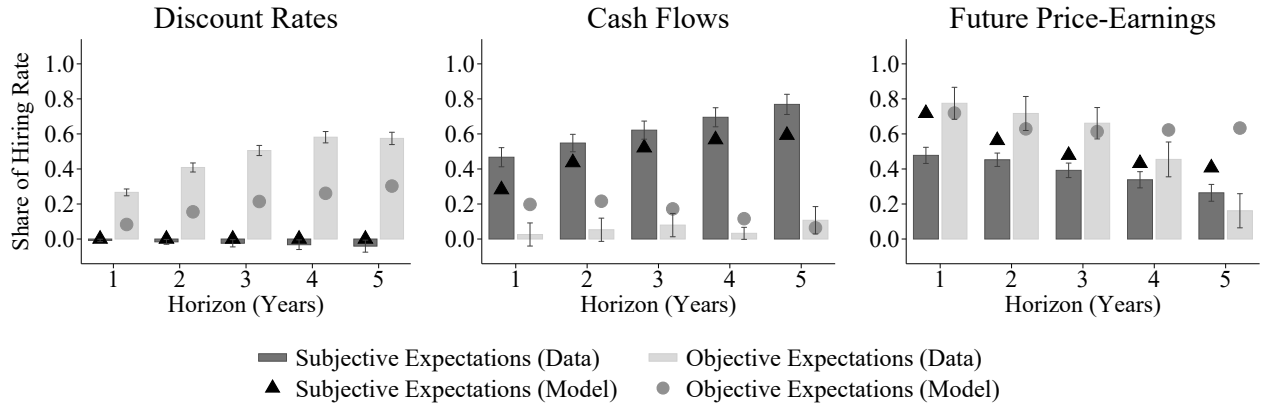 Discount Rates
Cash Flows
Future Price-Earnings
Share of Hiring Rate
1.0
0.8
0.6
0.4
0.2
0.0
1 2 3 4 5
Horizon (Years)
1.0
0.8
0.6
0.4
0.2
0.0
1 2 3 4 5
Horizon (Years)
1.0
0.8
0.6
0.4
0.2
0.0
1 2 3 4 5
Horizon (Years)
Subjective Expectations (Data)
Objective Expectations (Data)
Subjective Expectations (Model)
Objective Expectations (Model)